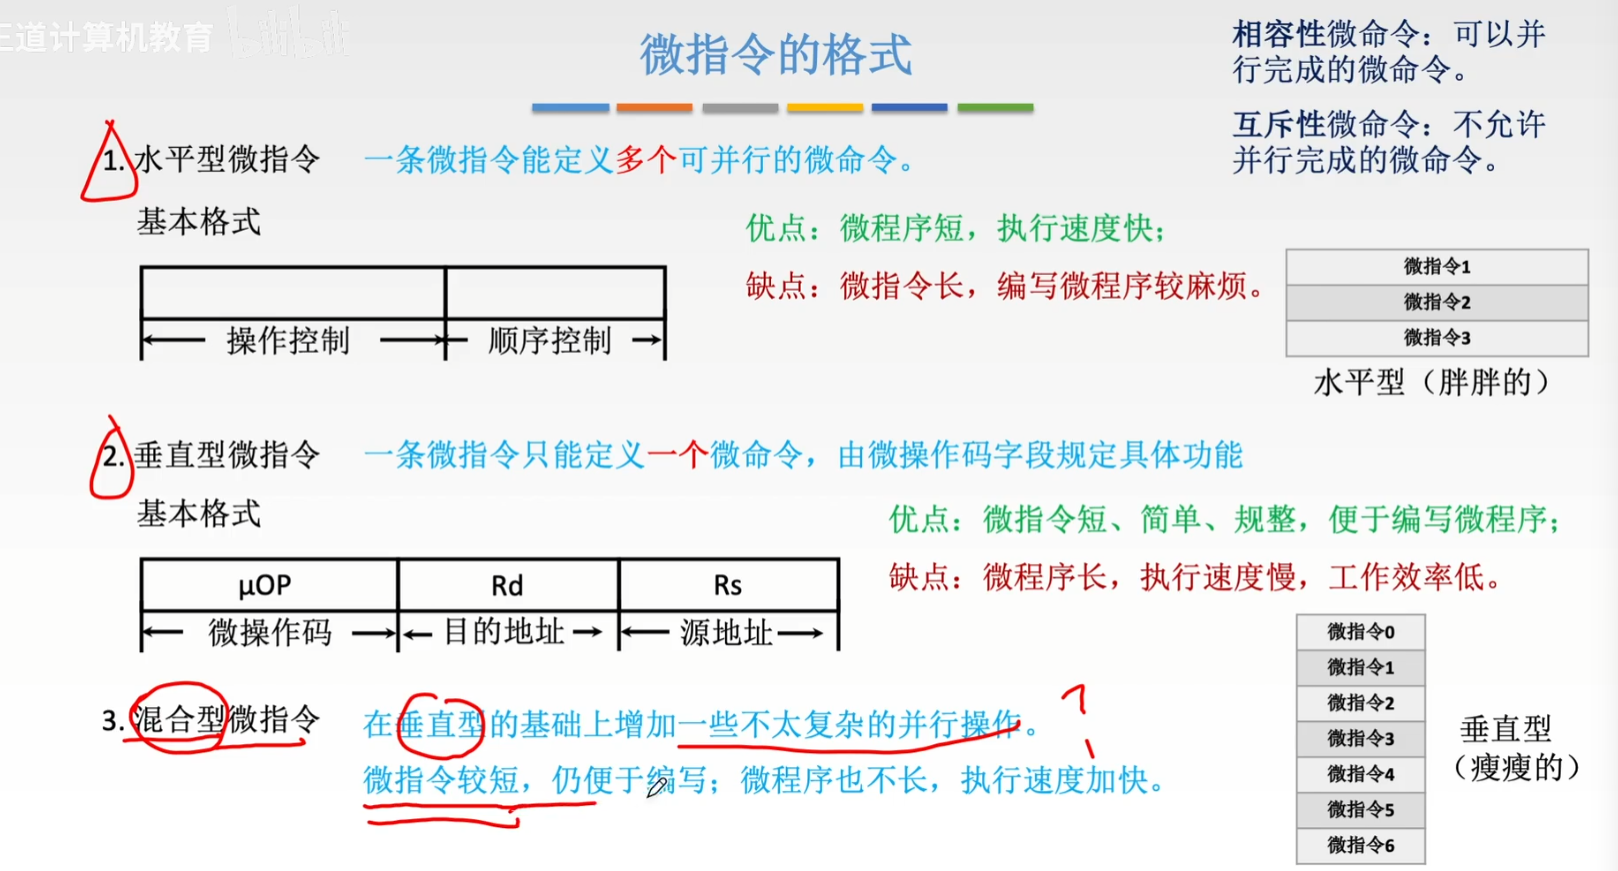 王道计算机教育 bilibili
微指令的格式
相容性微命令：可以并
行完成的微命令。
互斥性微命令：不允许
并行完成的微命令。
1. 水平型微指令 一条微指令能定义多个可并行的微命令。
基本格式
优点：微程序短，执行速度快；
缺点：微指令长，编写微程序较麻烦。
操作控制 顺序控制
微指令1
微指令2
微指令3
水平型（胖胖的）
2. 垂直型微指令 一条微指令只能定义一个微命令，由微操作码字段规定具体功能
基本格式
优点：微指令短、简单、规整，便于编写微程序；
缺点：微程序长，执行速度慢，工作效率低。
μOP Rd Rs
微操作码 目的地址 源地址
3. 混合型微指令 在垂直型的基础上增加一些不太复杂的并行操作。
微指令较短，仍便于编写；微程序也不长，执行速度加快。
微指令0
微指令1
微指令2
微指令3
微指令4
微指令5
微指令6
垂直型
（瘦瘦的）